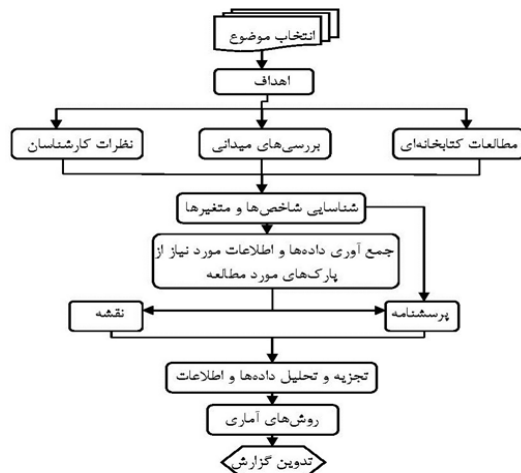 انتخاب موضوع
اهداف
مطالعات کتابخانه‌ای
بررسی‌های میدانی
نظرات کارشناسان
شناسایی شاخص‌ها و متغیرها
جمع آوری داده‌ها و اطلاعات مورد نیاز از
پارک‌های مورد مطالعه
پرسشنامه
نقشه
تجزیه و تحلیل داده‌ها و اطلاعات
روش‌های آماری
تدوین گزارش